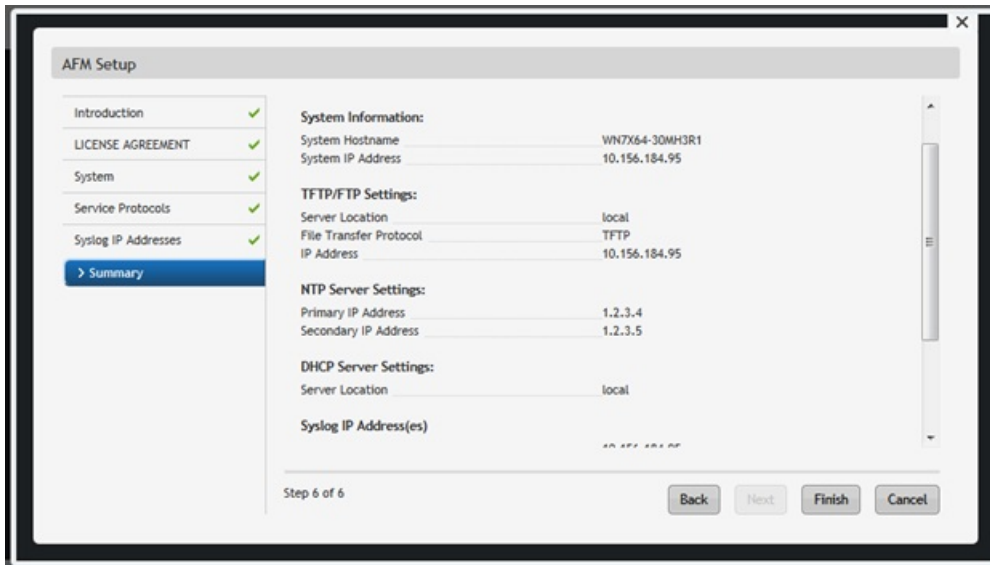 AFM Setup
Introduction
LICENSE AGREEMENT
System
Service Protocols
Syslog IP Addresses
> Summary
System Information:
System Hostname WN7X64-30MH3R1
System IP Address 10.156.184.95
TFTP/FTP Settings:
Server Location local
File Transfer Protocol TFTP
IP Address 10.156.184.95
NTP Server Settings:
Primary IP Address 1.2.3.4
Secondary IP Address 1.2.3.5
DHCP Server Settings:
Server Location local
Syslog IP Address(es)
Step 6 of 6
Back Next Finish Cancel